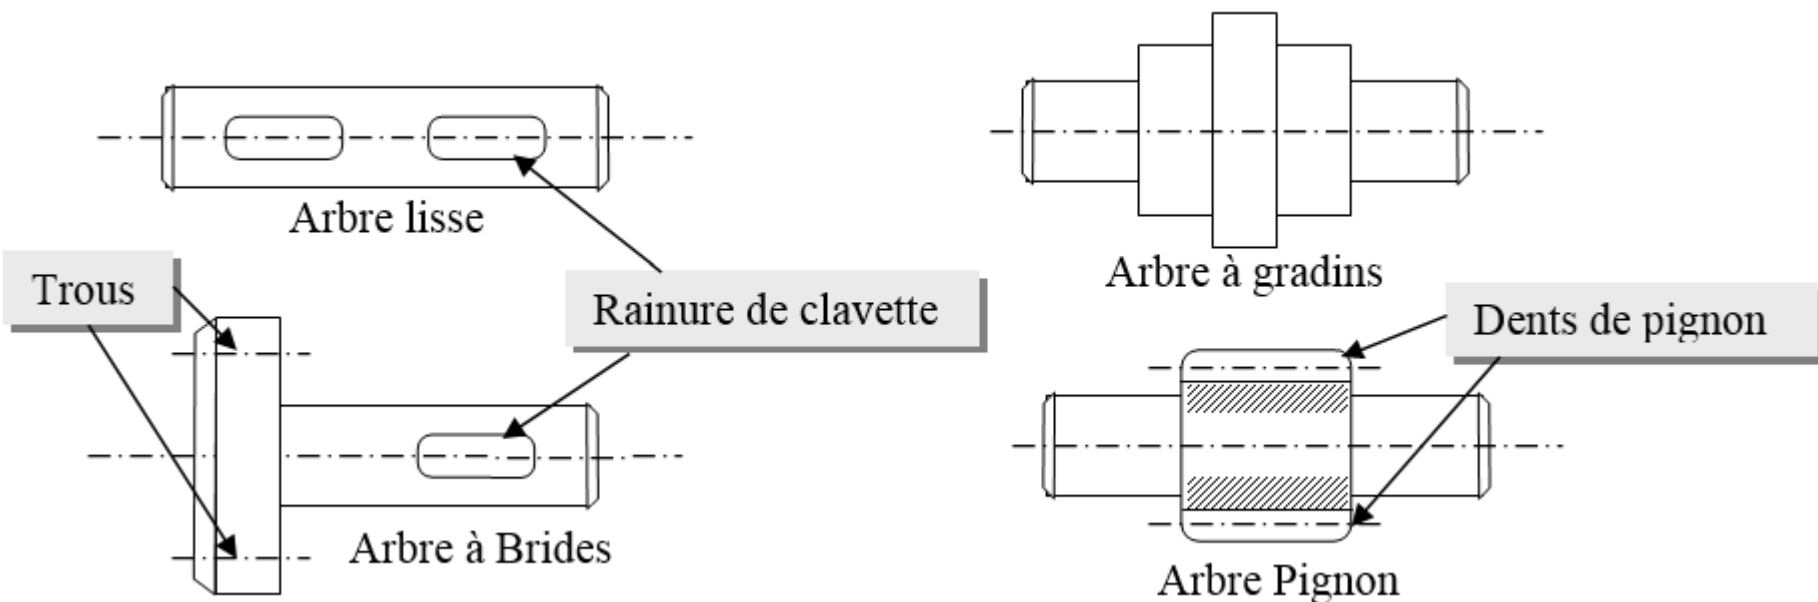 Arbre lisse
Arbre à gradins
Trous
Rainure de clavette
Dents de pignon
Arbre à Brides
Arbre Pignon